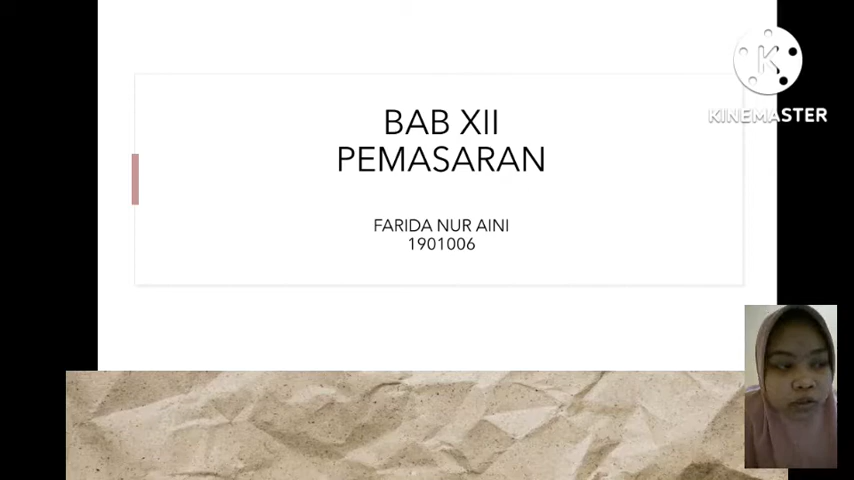 BAB XII
PEMASARAN
FARIDA NUR AINI
1901006
K
KINEMASTER